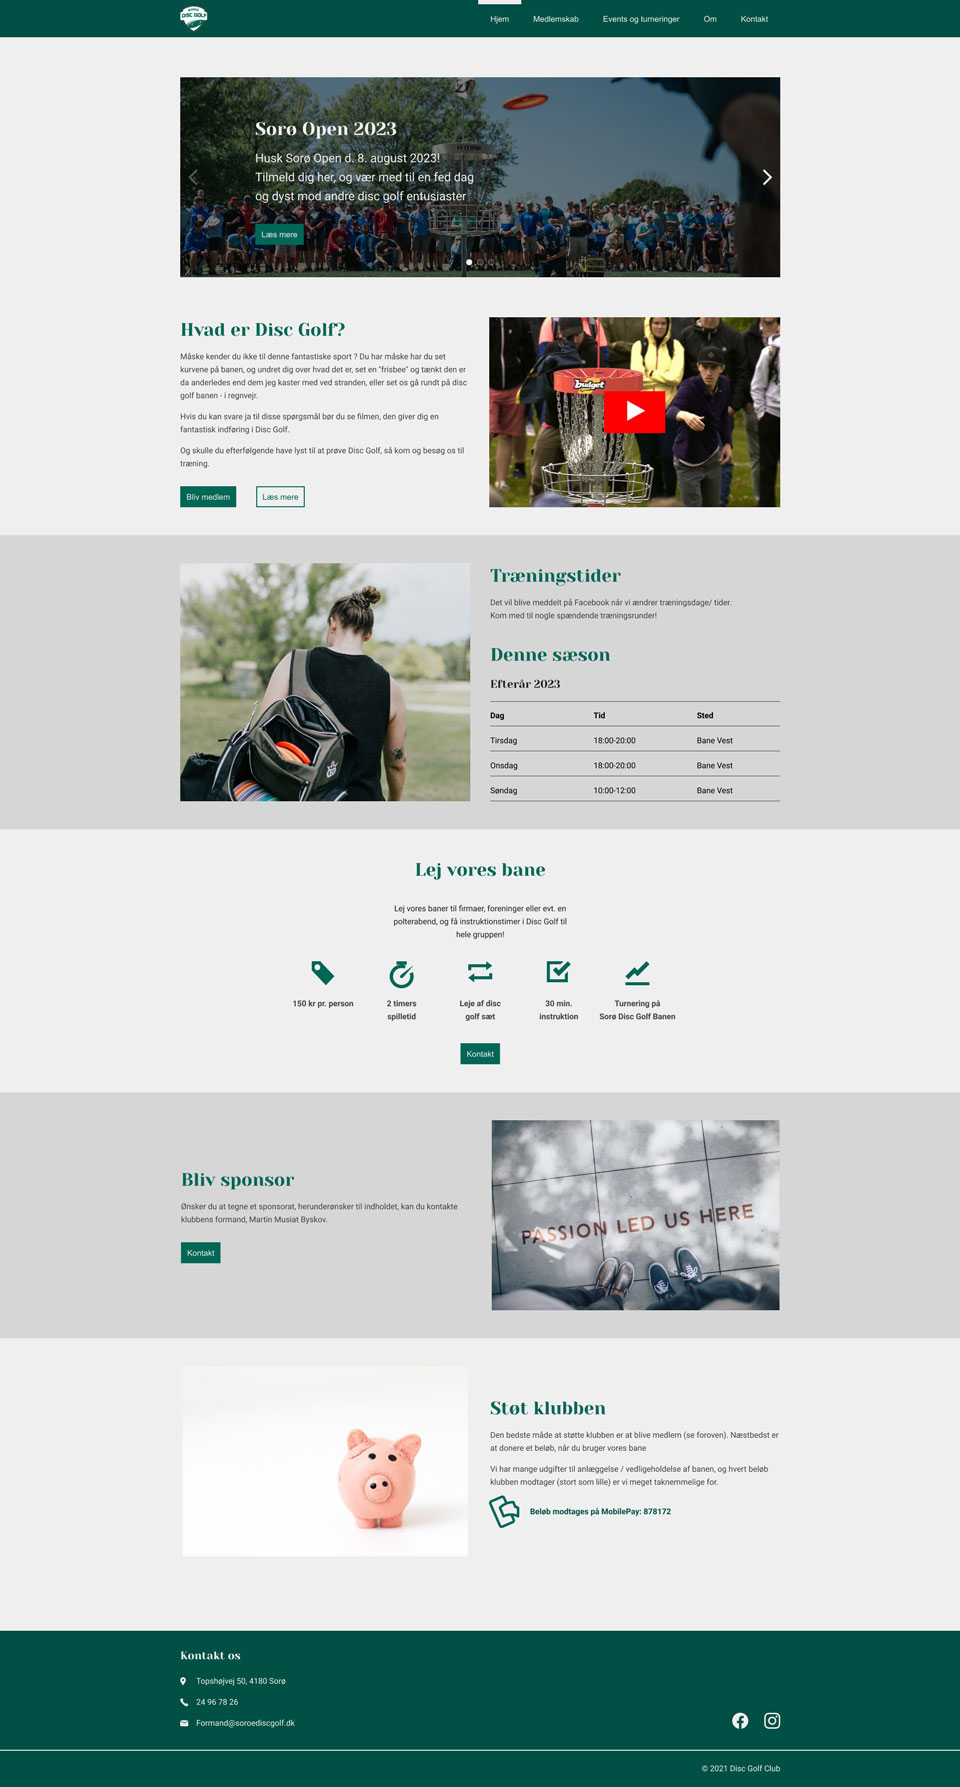 SORØ
DISC GOLF
Hjem
Medlemskab
Events og turneringer
Om
Kontakt
Sorø Open 2023
Husk Sorø Open d. 8. august 2023!
Tilmeld dig her, og vær med til en fed dag
og dyst mod andre disc golf entusiaster
Læs mere
Hvad er Disc Golf?
Måske kender du ikke til denne fantastiske sport ? Du har måske har du set
kurvene på banen, og undret dig over hvad det er, set en "frisbee" og tænkt den er
da anderledes end dem jeg kaster med ved stranden, eller set os gå rundt på disc
golf banen - i regnvejr.
Hvis du kan svare ja til disse spørgsmål bør du se filmen, den giver dig en
fantastisk indføring i Disc Golf.
Og skulle du efterfølgende have lyst til at prøve Disc Golf, så kom og besøg os til
træning.
Bliv medlem
Læs mere
budget
Træningstider
Det vil blive meddelt på Facebook når vi ændrer træningsdage/ tider.
Kom med til nogle spændende træningsrunder!
Denne sæson
Efterår 2023
Dag Tid Sted
Tirsdag 18:00-20:00 Bane Vest
Onsdag 18:00-20:00 Bane Vest
Søndag 10:00-12:00 Bane Vest
Lej vores bane
Lej vores baner til firmaer, foreninger eller evt. en
polterabend, og få instruktionstimer i Disc Golf til
hele gruppen!
150 kr pr. person
2 timers
spilletid
Leje af disc
golf sæt
30 min.
instruktion
Turnering på
Sorø Disc Golf Banen
Kontakt
Bliv sponsor
Ønsker du at tegne et sponsorat, herunderønsker til indholdet, kan du kontakte
klubbens formand, Martin Musiat Byskov.
Kontakt
PASSION LED US HERE
Støt klubben
Den bedste måde at støtte klubben er at blive medlem (se foroven). Næstbedst er
at donere et beløb, når du bruger vores bane
Vi har mange udgifter til anlæggelse / vedligeholdelse af banen, og hvert beløb
klubben modtager (stort som lille) er vi meget taknemmelige for.
Beløb modtages på MobilePay: 878172
Kontakt os
Topshøjvej 50, 4180 Sorø
24 96 78 26
Formand@soroediscgolf.dk
© 2021 Disc Golf Club